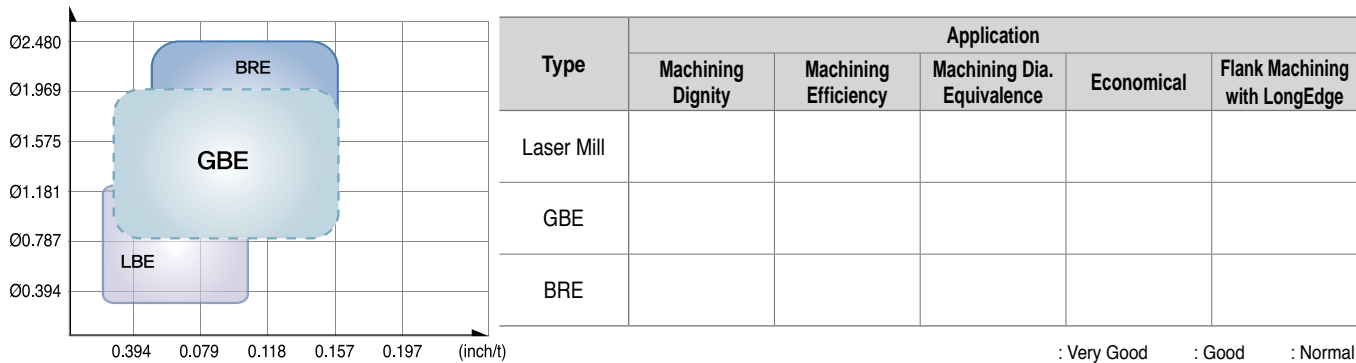 Ø2.480
Ø1.969
Ø1.575
Ø1.181
Ø0.787
Ø0.394
BRE
GBE
LBE
0.394 0.079 0.118 0.157 0.197 (inch/t)
Type
Application
Machining Dignity
Machining Efficiency
Machining Dia. Equivalence
Economical
Flank Machining with LongEdge
Laser Mill
GBE
BRE
: Very Good : Good : Normal